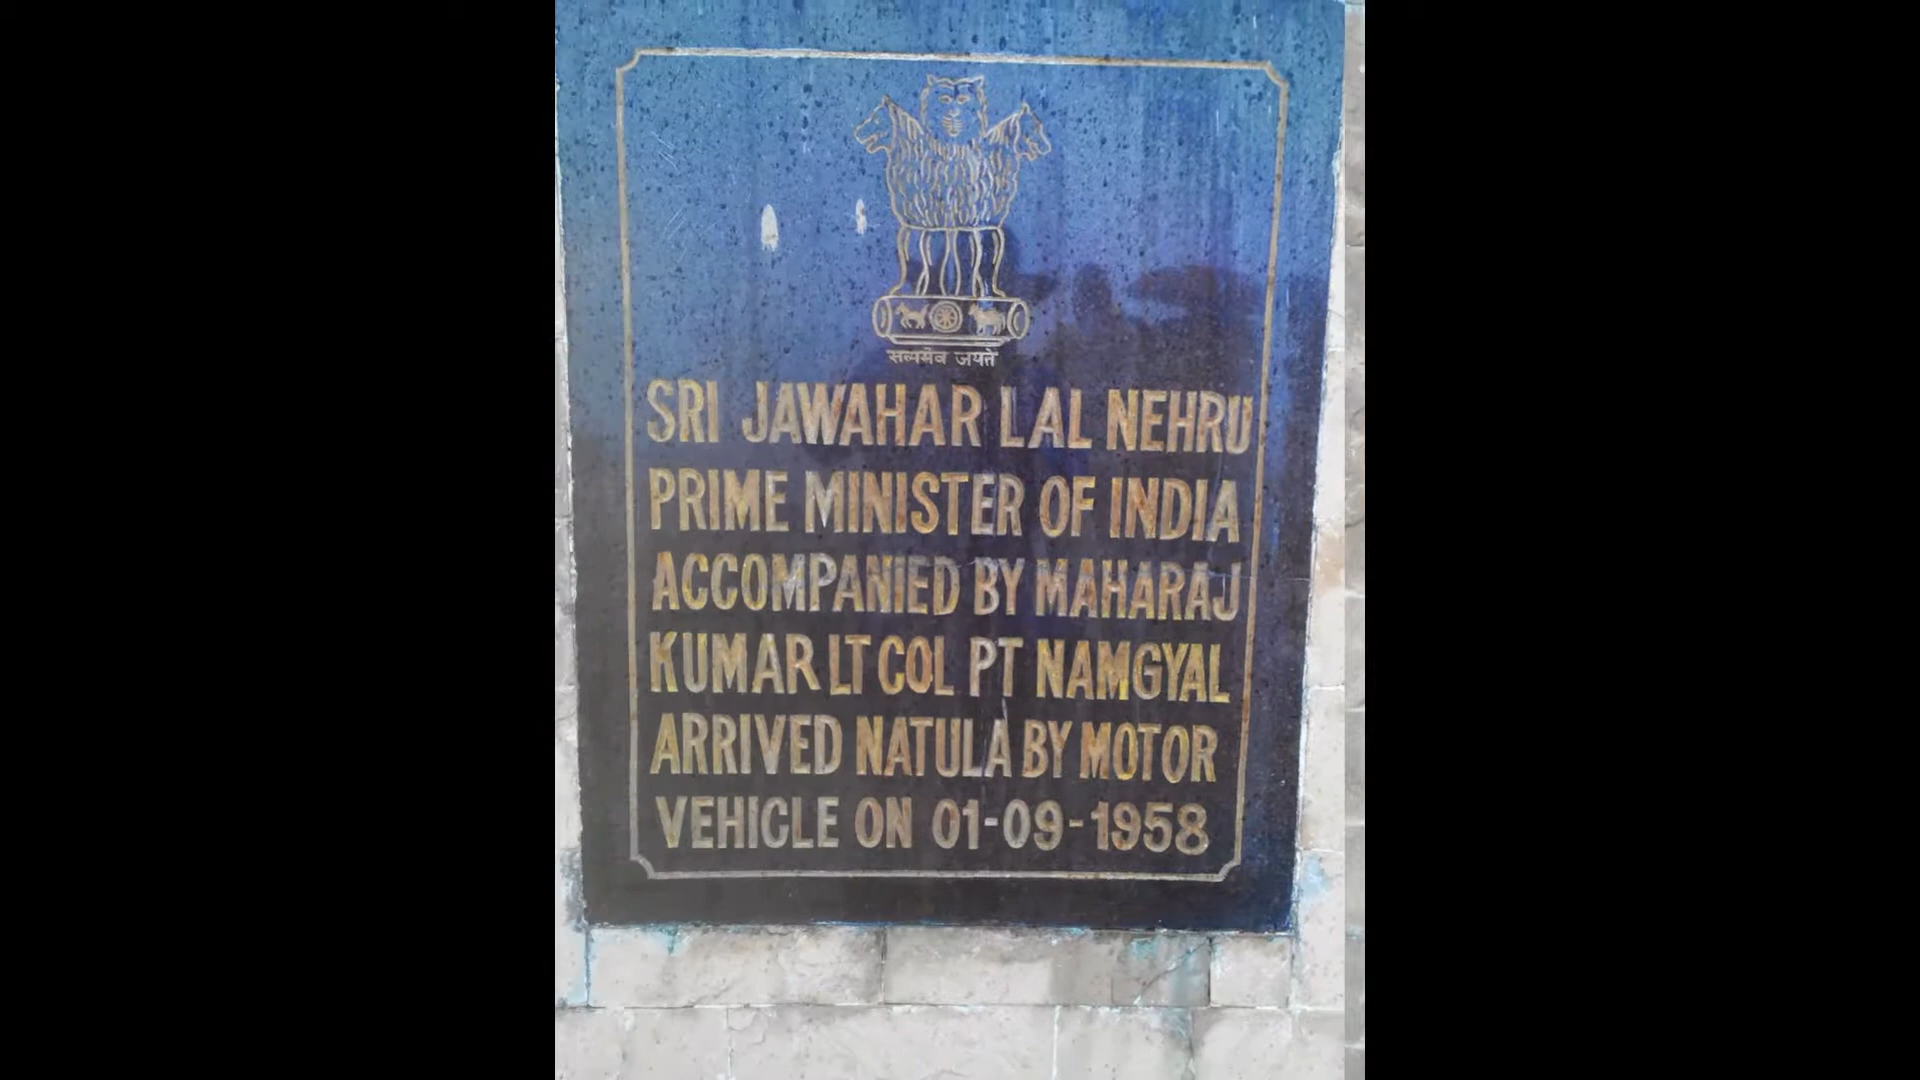 सत्यमेव जयते
SRI JAWAHAR LAL NEHRU
PRIME MINISTER OF INDIA
ACCOMPANIED BY MAHARAJ
KUMAR LT COL PT NAMGYAL
ARRIVED NATULA BY MOTOR
VEHICLE ON 01-09-1958